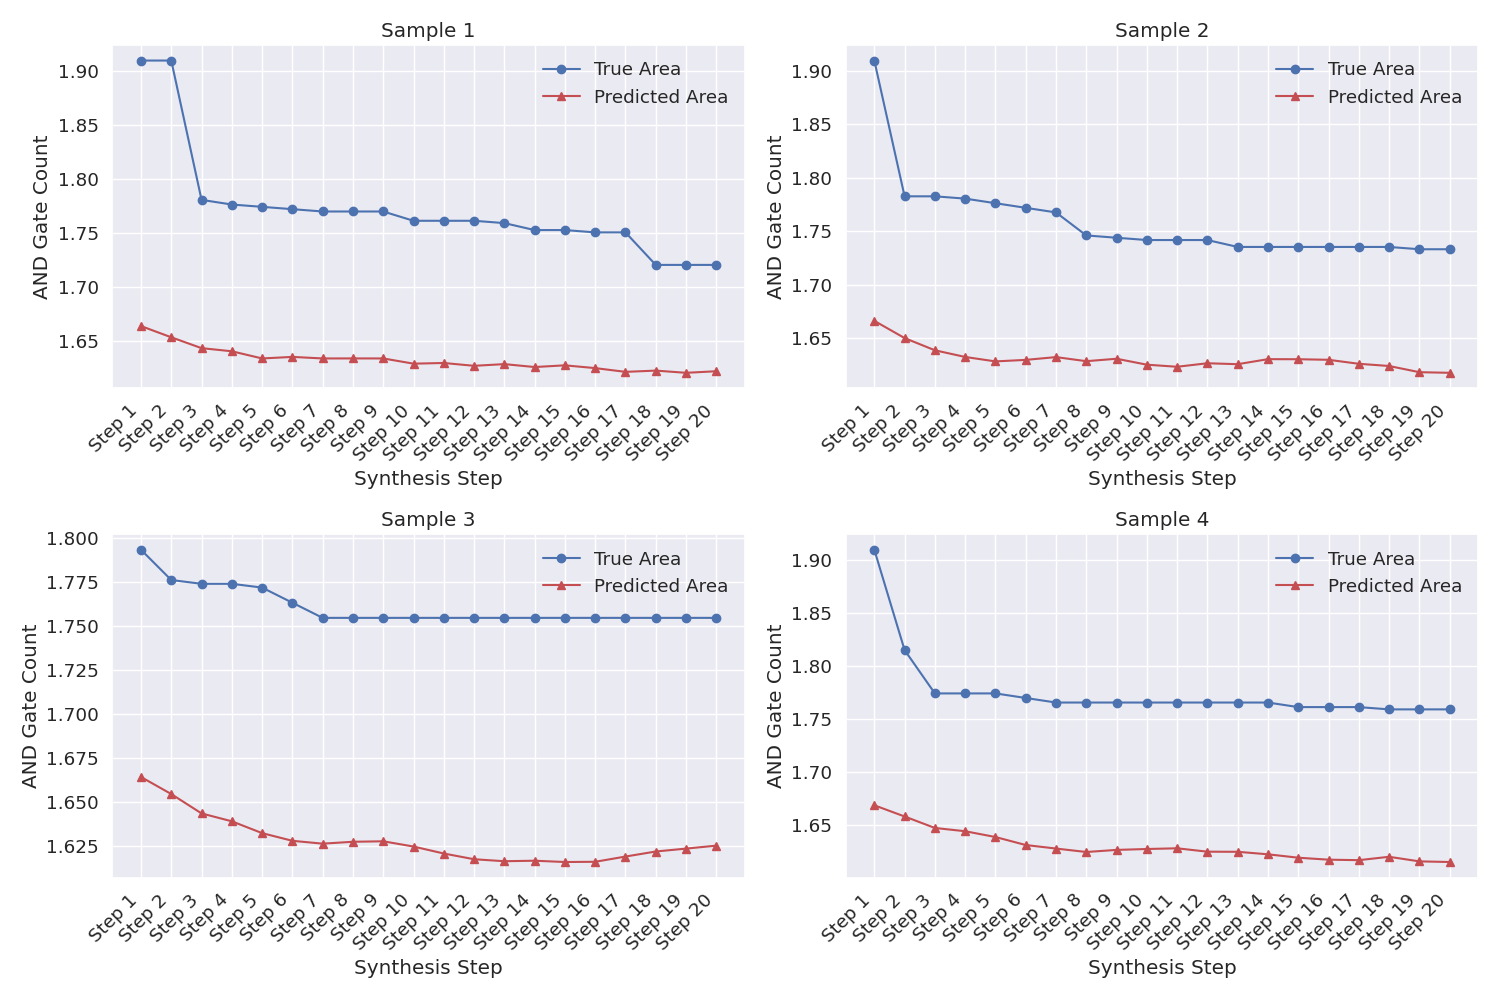 Sample 1
AND Gate Count
1.90
1.85
1.80
1.75
1.70
1.65
True Area
Predicted Area
Step 1
Step 2
Step 3
Step 4
Step 5
Step 6
Step 7
Step 8
Step 9
Step 10
Step 11
Step 12
Step 13
Step 14
Step 15
Step 16
Step 17
Step 18
Step 19
Step 20
Synthesis Step
Sample 2
AND Gate Count
1.90
1.85
1.80
1.75
1.70
1.65
True Area
Predicted Area
Step 1
Step 2
Step 3
Step 4
Step 5
Step 6
Step 7
Step 8
Step 9
Step 10
Step 11
Step 12
Step 13
Step 14
Step 15
Step 16
Step 17
Step 18
Step 19
Step 20
Synthesis Step
Sample 3
AND Gate Count
1.800
1.775
1.750
1.725
1.700
1.675
1.650
1.625
True Area
Predicted Area
Step 1
Step 2
Step 3
Step 4
Step 5
Step 6
Step 7
Step 8
Step 9
Step 10
Step 11
Step 12
Step 13
Step 14
Step 15
Step 16
Step 17
Step 18
Step 19
Step 20
Synthesis Step
Sample 4
AND Gate Count
1.90
1.85
1.80
1.75
1.70
1.65
True Area
Predicted Area
Step 1
Step 2
Step 3
Step 4
Step 5
Step 6
Step 7
Step 8
Step 9
Step 10
Step 11
Step 12
Step 13
Step 14
Step 15
Step 16
Step 17
Step 18
Step 19
Step 20
Synthesis Step